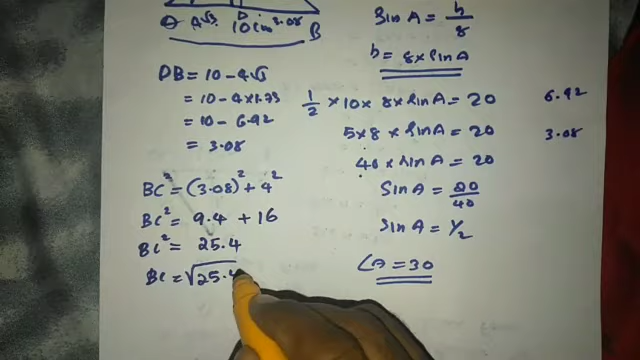 A 4√3 D 2.08
10 cm B
DB = 10 - 4√3
= 10 - 4×1.73
= 10 - 6.92
= 3.08
BC = (3.08)² + 4²
BC² = 9.4 + 16
BC² = 25.4
BC = √25.4
Sin A = h/8
h = 8 × sin A
1/2 × 10 × 8 × sin A = 20 6.92
5 × 8 × sin A = 20 3.08
40 × sin A = 20
Sin A = 20/40
Sin A = 1/2
∠A = 30